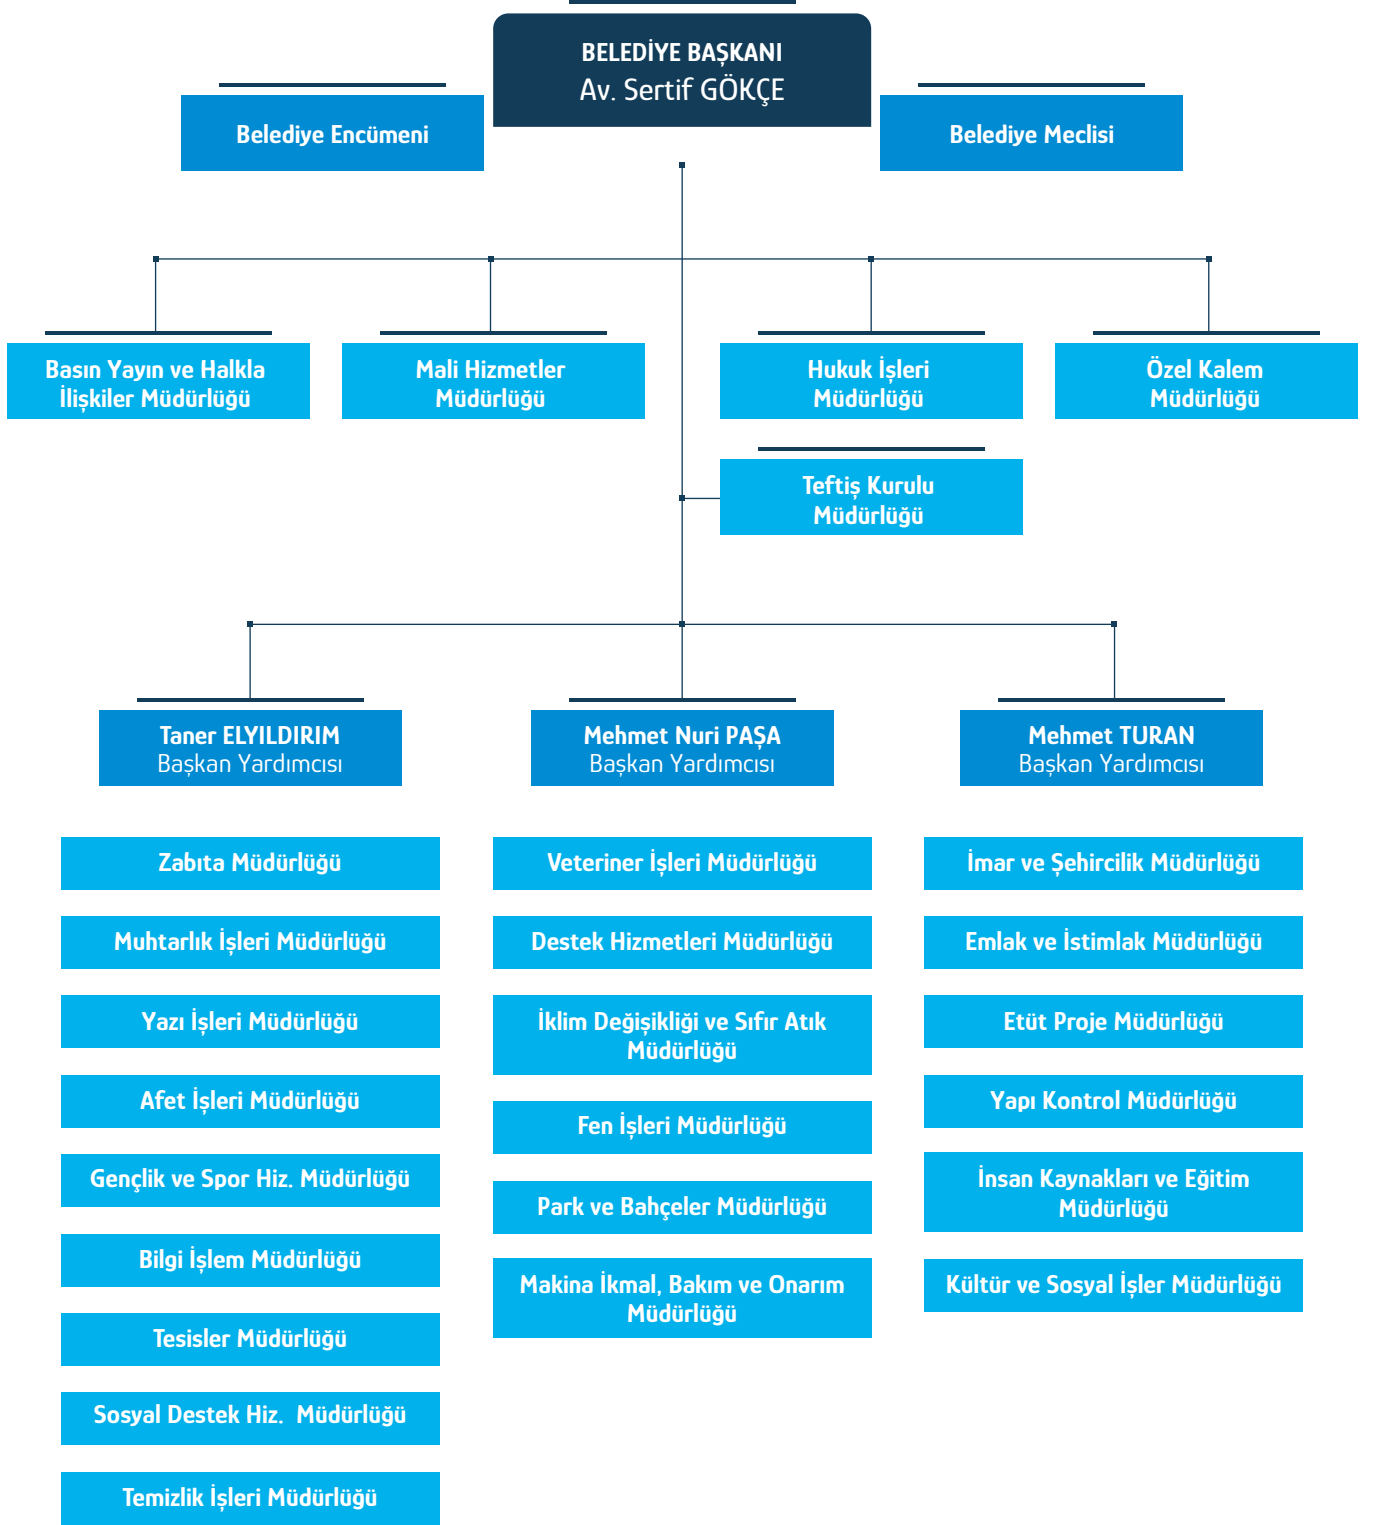 BELEDİYE BAŞKANI
Av. Sertif GÖKÇE
Belediye Encümeni
Belediye Meclisi
Basın Yayın ve Halkla
İlişkiler Müdürlüğü
Mali Hizmetler
Müdürlüğü
Hukuk İşleri
Müdürlüğü
Özel Kalem
Müdürlüğü
Teftiş Kurulu
Müdürlüğü
Taner ELYILDIRIM
Başkan Yardımcısı
Mehmet Nuri PAŞA
Başkan Yardımcısı
Mehmet TURAN
Başkan Yardımcısı
Zabıta Müdürlüğü
Muhtarlık İşleri Müdürlüğü
Yazı İşleri Müdürlüğü
Afet İşleri Müdürlüğü
Gençlik ve Spor Hiz. Müdürlüğü
Bilgi İşlem Müdürlüğü
Tesisler Müdürlüğü
Sosyal Destek Hiz.  Müdürlüğü
Temizlik İşleri Müdürlüğü
Veteriner İşleri Müdürlüğü
Destek Hizmetleri Müdürlüğü
İklim Değişikliği ve Sıfır Atık
Müdürlüğü
Fen İşleri Müdürlüğü
Park ve Bahçeler Müdürlüğü
Makina İkmal, Bakım ve Onarım
Müdürlüğü
İmar ve Şehircilik Müdürlüğü
Emlak ve İstimlak Müdürlüğü
Etüt Proje Müdürlüğü
Yapı Kontrol Müdürlüğü
İnsan Kaynakları ve Eğitim
Müdürlüğü
Kültür ve Sosyal İşler Müdürlüğü